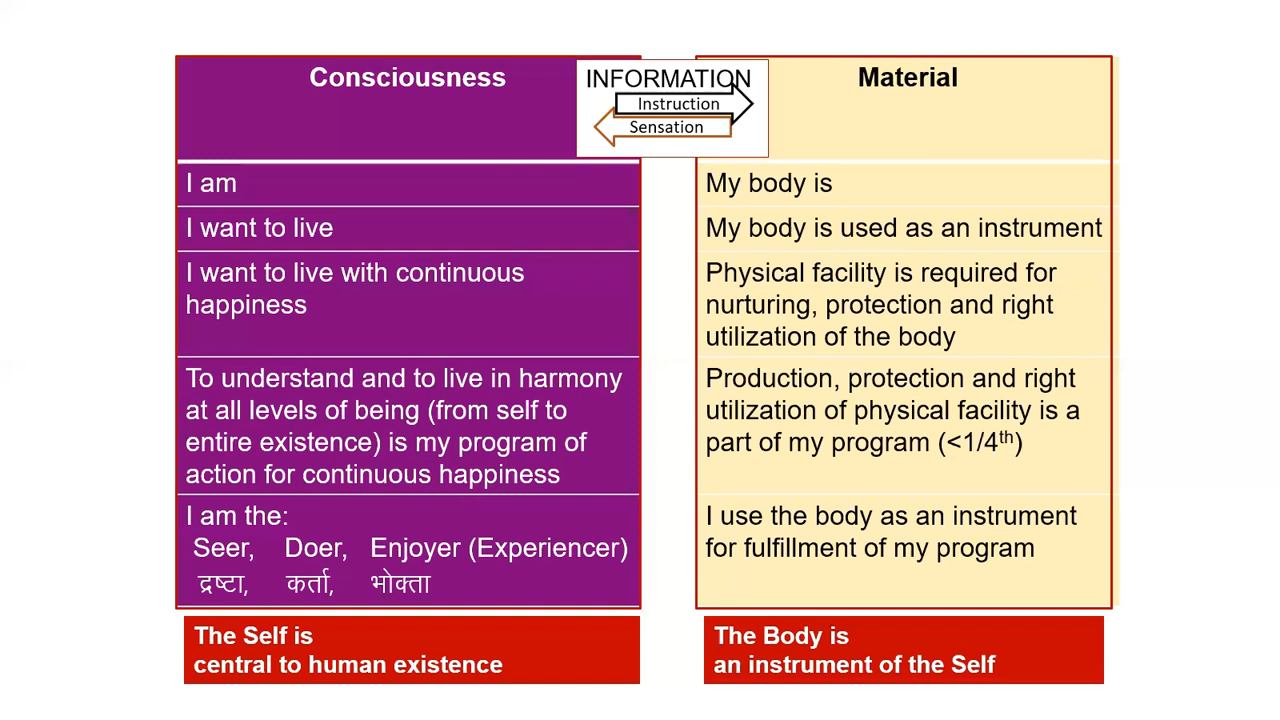 Consciousness
INFORMATION
Instruction
Sensation
Material
I am
My body is
I want to live
My body is used as an instrument
I want to live with continuous
happiness
Physical facility is required for
nurturing, protection and right
utilization of the body
To understand and to live in harmony
at all levels of being (from self to
entire existence) is my program of
action for continuous happiness
Production, protection and right
utilization of physical facility is a
part of my program (<1/4th)
I am the:
Seer, Doer, Enjoyer (Experiencer)
द्रष्टा, कर्ता, भोक्ता
I use the body as an instrument
for fulfillment of my program
The Self is
central to human existence
The Body is
an instrument of the Self